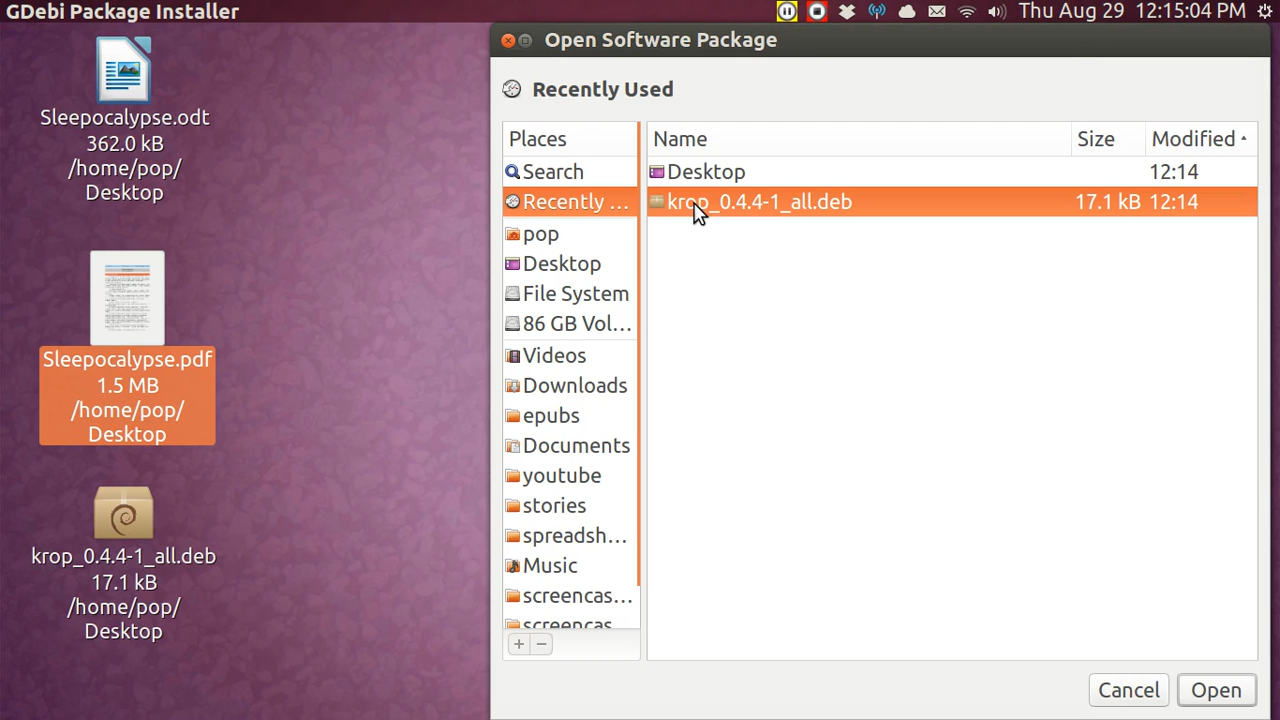 GDebi Package Installer
Thu Aug 29 12:15:04 PM
Sleepocalypse.odt
362.0 kB
/home/pop/
Desktop
Sleepocalypse.pdf
1.5 MB
/home/pop/
Desktop
krop_0.4.4-1_all.deb
17.1 kB
/home/pop/
Desktop
Open Software Package
Recently Used
Places
Search
Recently ...
pop
Desktop
File System
86 GB Vol...
Videos
Downloads
epubs
Documents
youtube
stories
spreadsh...
Music
screencas...
screencas
Name Size Modified
Desktop 12:14
krop_0.4.4-1_all.deb 17.1 kB 12:14
Cancel
Open